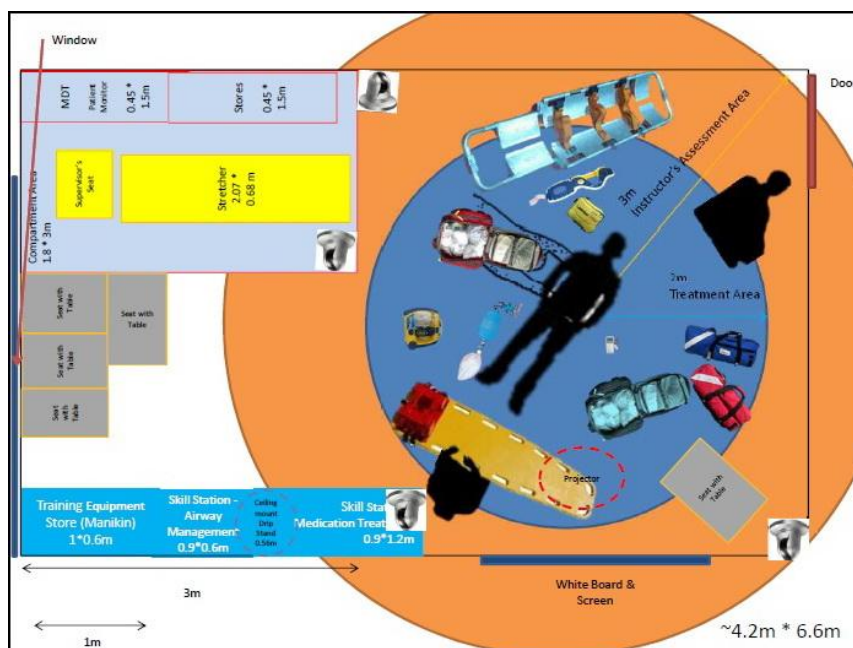 Window
Door
MDT
Patient
Monitor
0.45 *
1.5m
Stores
0.45 *
1.5m
Supervisor's
Seat
Stretcher
2.07 *
0.68 m
Compartment Area
1.8 * 3m
3m
Instructor's Assessment Area
2m
Treatment Area
Seat with
Table
Seat with
Table
Seat with
Table
Seat
with
Table
Projector
Seat with
Table
Training Equipment
Store (Manikin)
1*0.6m
Skill Station -
Airway
Management
0.9*0.6m
Ceiling
mount
Drip
Stand
0.56m
Skill Stat
Medication Treat
0.9*1.2m
White Board &
Screen
3m
1m
~4.2m * 6.6m